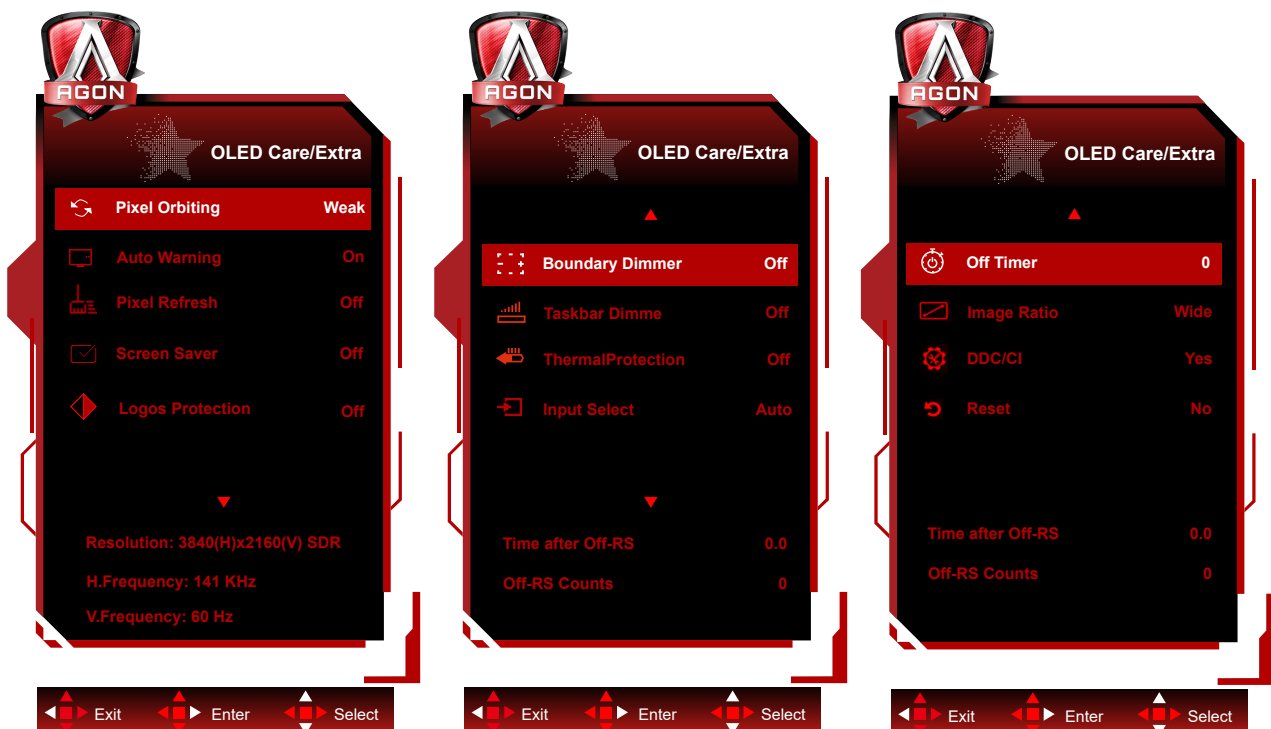 AGON
OLED Care/Extra
Pixel Orbiting Weak
Auto Warning On
Pixel Refresh Off
Screen Saver Off
Logos Protection Off
Resolution: 3840(H)x2160(V) SDR
H.Frequency: 141 KHz
V.Frequency: 60 Hz
Exit Enter Select
AGON
OLED Care/Extra
Boundary Dimmer Off
Taskbar Dimme Off
ThermalProtection Off
Input Select Auto
Time after Off-RS 0.0
Off-RS Counts 0
Exit Enter Select
AGON
OLED Care/Extra
Off Timer 0
Image Ratio Wide
DDC/CI Yes
Reset No
Time after Off-RS 0.0
Off-RS Counts 0
Exit Enter Select